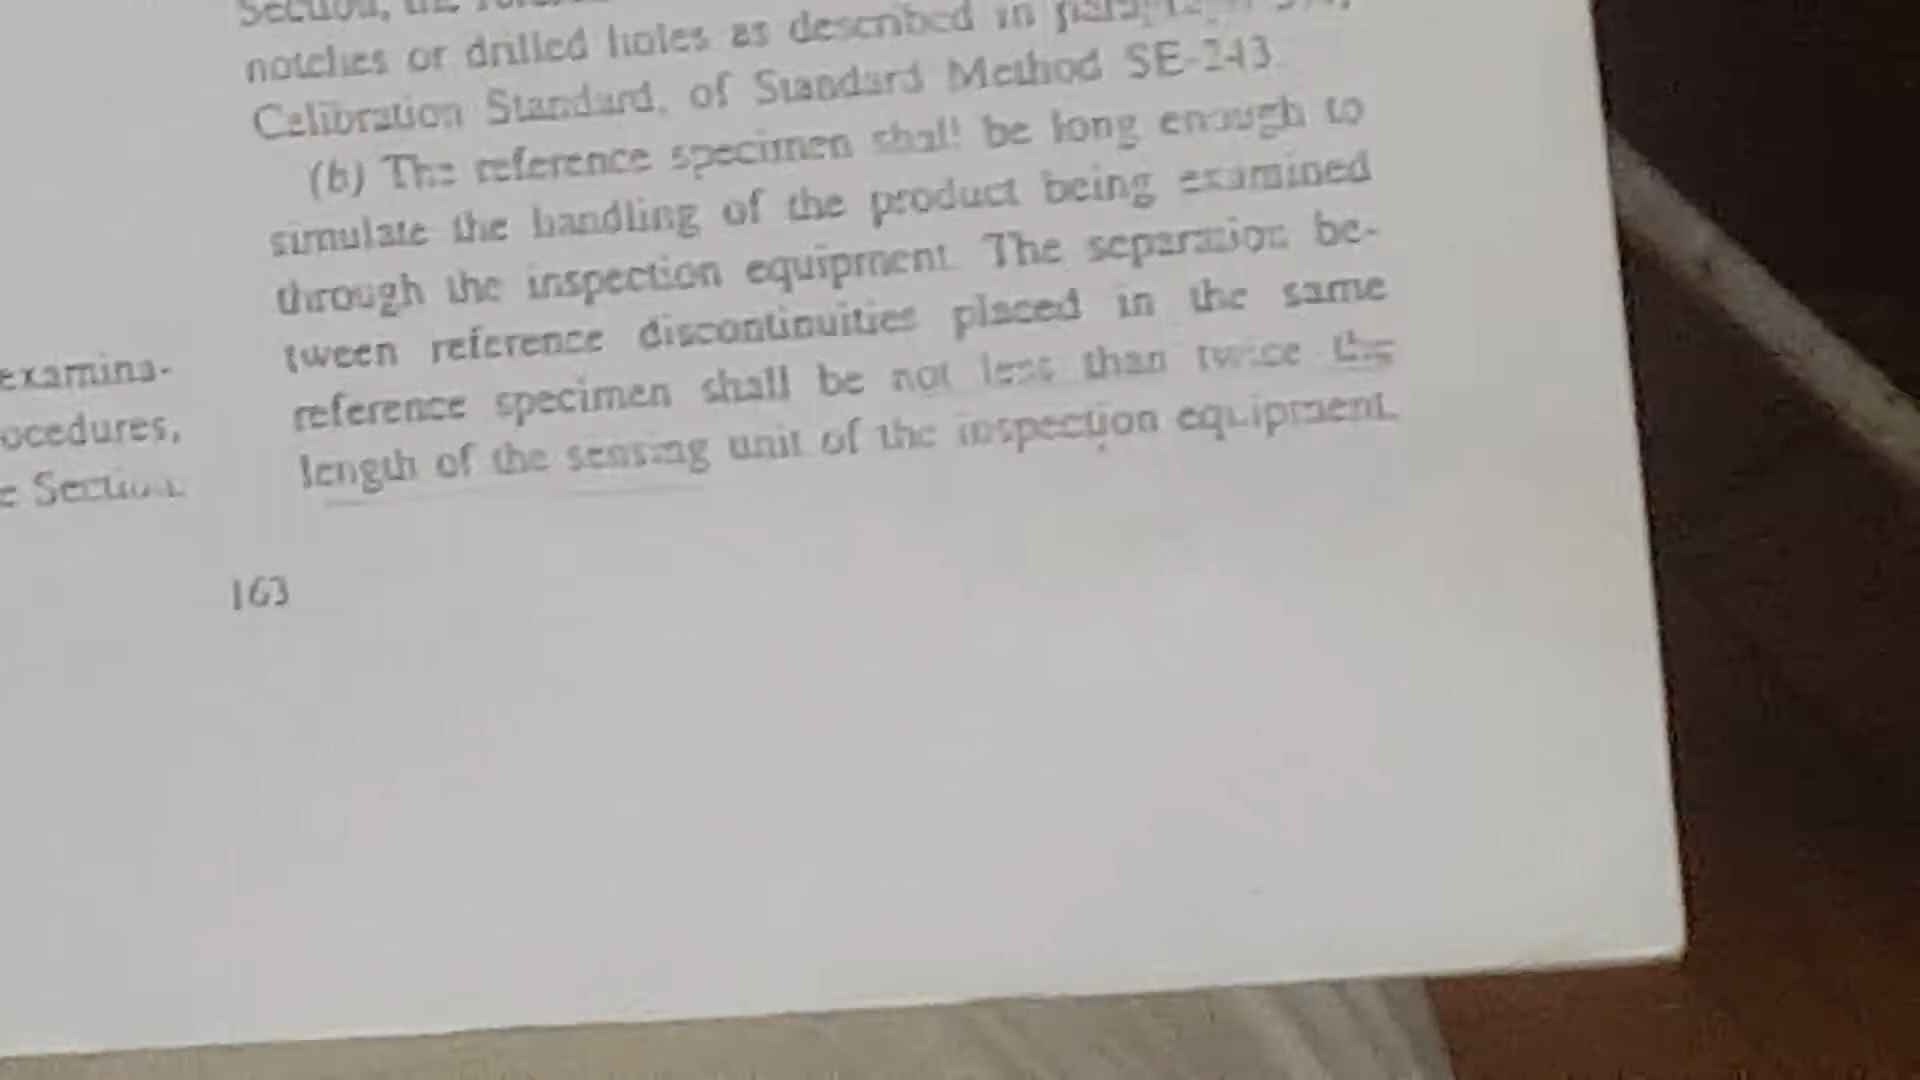 examina-
ocedures,
Section
notches or drilled holes as described in
Calibration Standard, of Standard Method SE-243.
(b) The reference specimen shall be long enough to
simulate the handling of the product being examined
through the inspection equipment. The separation be-
tween reference discontinuities placed in the same
reference specimen shall be not less than twice the
length of the sensing unit of the inspection equipment.
163